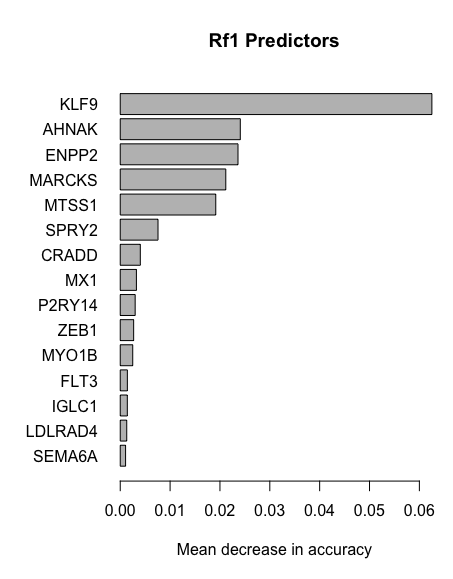 Rf1 Predictors
KLF9
AHNAK
ENPP2
MARCKS
MTSS1
SPRY2
CRADD
MX1
P2RY14
ZEB1
MYO1B
FLT3
IGLC1
LDLRAD4
SEMA6A
0.00 0.01 0.02 0.03 0.04 0.05 0.06
Mean decrease in accuracy